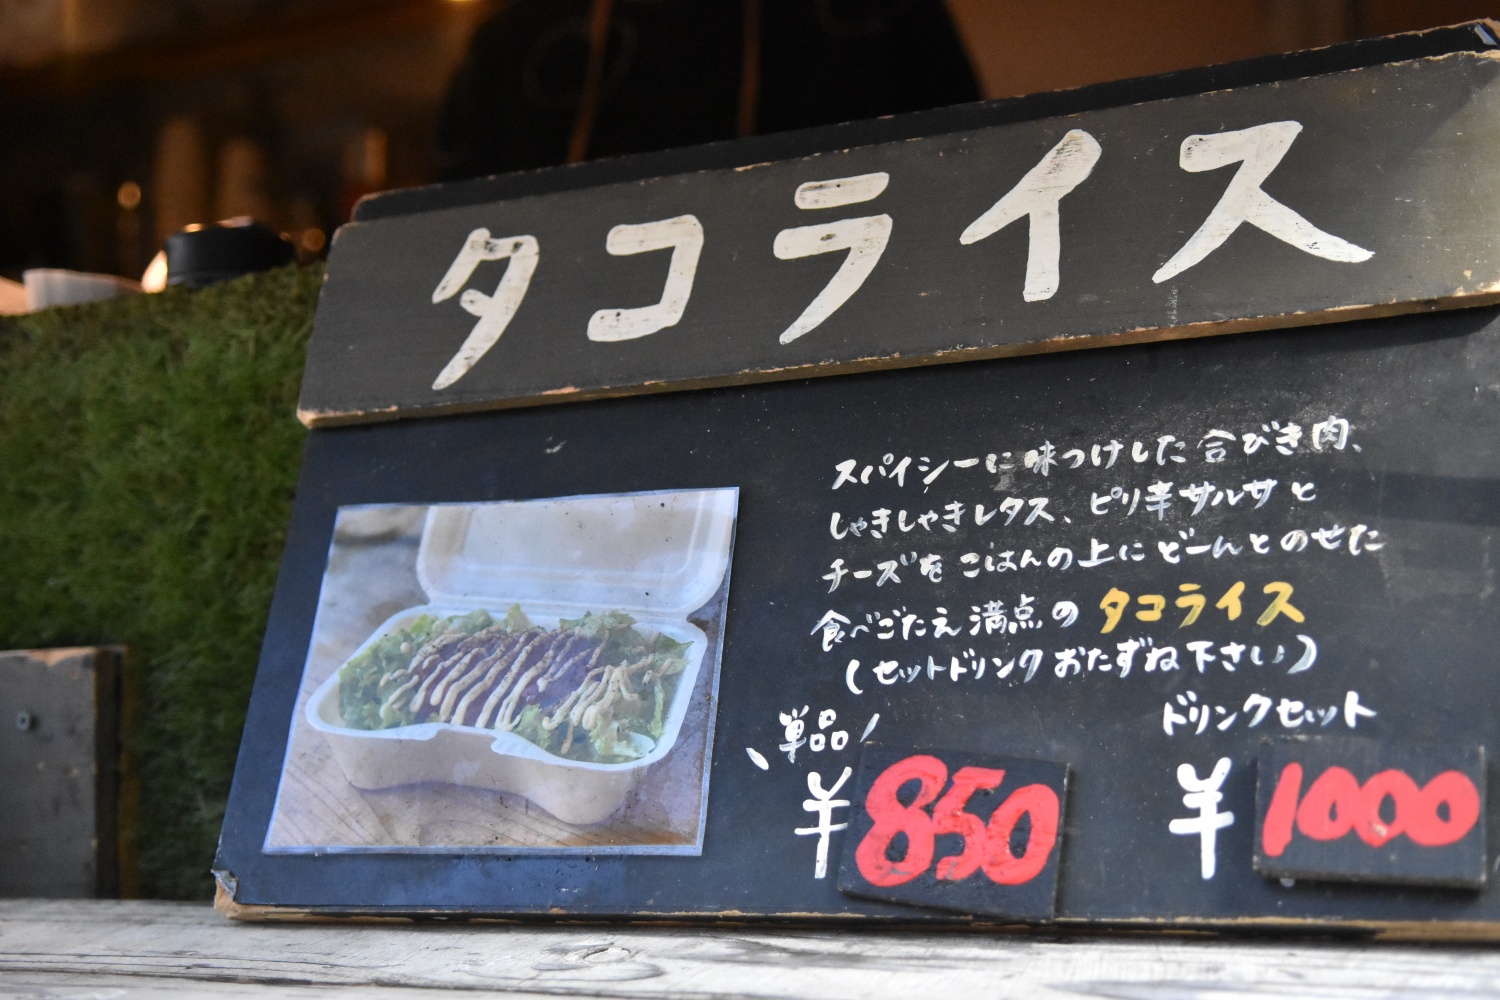 タコライス
スパイシーに味つけした合びき肉、
しゃきしゃきレタス、ピリ辛サルサと
チーズをごはんの上にどーんとのせた
食べごたえ満点のタコライス
(セットドリンクおたずね下さい)
単品
¥850
ドリンクセット
¥1000